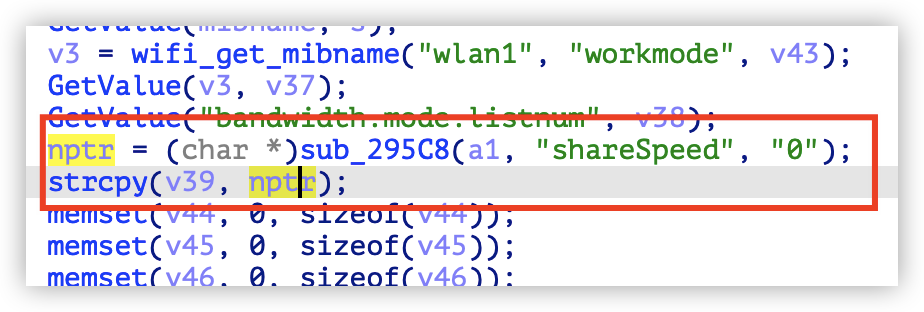 GetValue(mibname, s);
v3 = wifi_get_mibname("wlan1", "workmode", v43);
GetValue(v3, v37);
GetValue("bandwidth.mode.listnum", v38);
nptr = (char *)sub_295C8(a1, "shareSpeed", "0");
strcpy(v39, nptr);
memset(v44, 0, sizeof(v44));
memset(v45, 0, sizeof(v45));
memset(v46, 0, sizeof(v46));